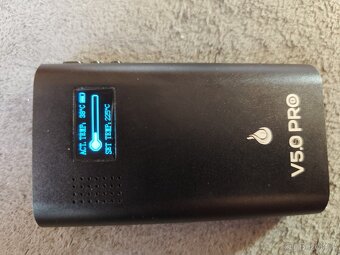 ACT. TEMP. 38°C
SET TEMP. 225°C
V5.0 PRO